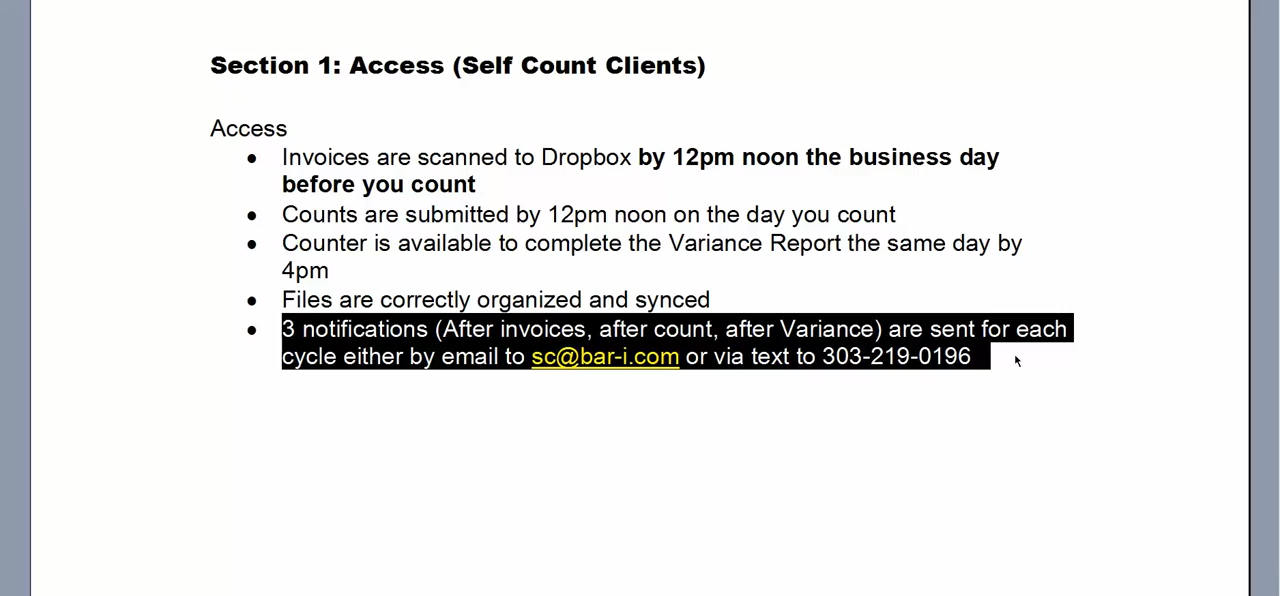 Section 1: Access (Self Count Clients)
Access
• Invoices are scanned to Dropbox by 12pm noon the business day
before you count
• Counts are submitted by 12pm noon on the day you count
• Counter is available to complete the Variance Report the same day by
4pm
• Files are correctly organized and synced
• 3 notifications (After invoices, after count, after Variance) are sent for each
cycle either by email to sc@bar-i.com or via text to 303-219-0196